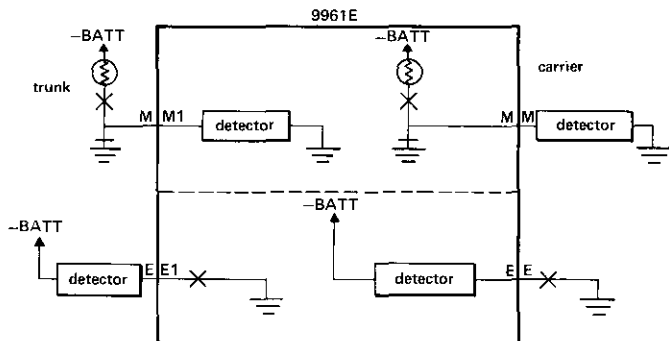 9961E
–BATT
–BATT
trunk
carrier
M M1
detector
M M
detector
–BATT
–BATT
detector
E E1
detector
E E